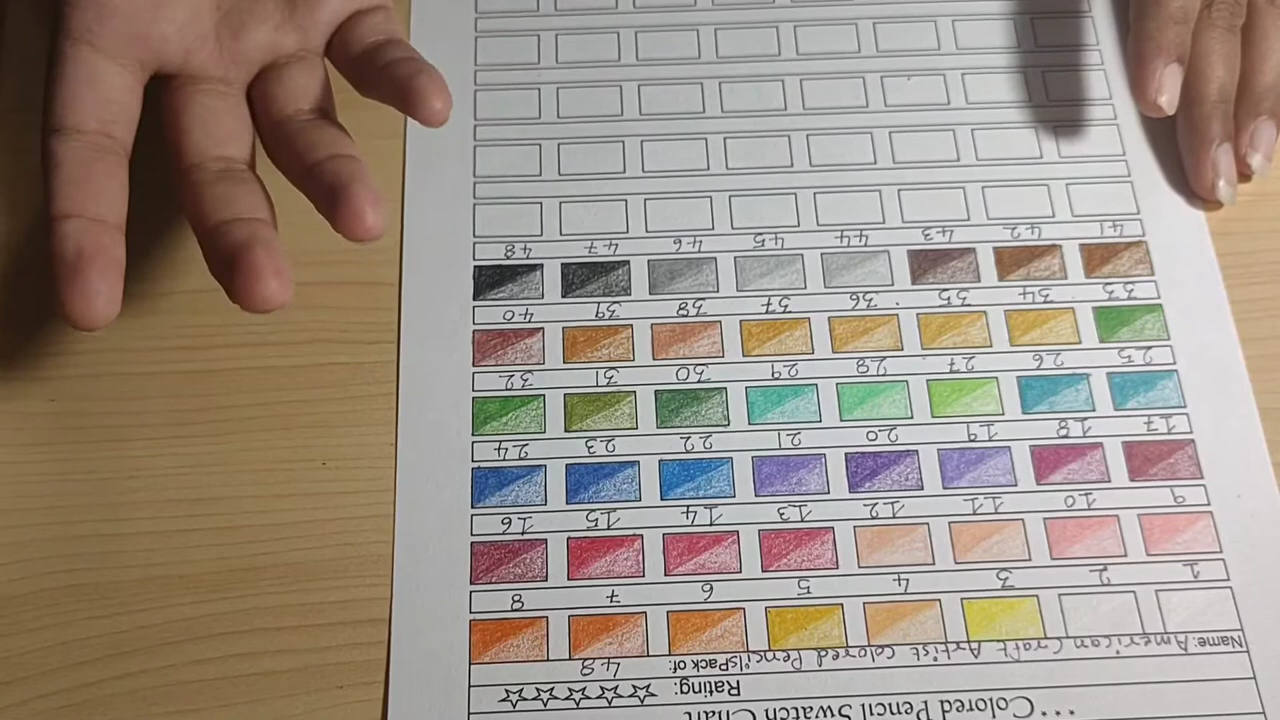 ***Colored Pencil Swatch Chart
Rating: ☆☆☆☆☆
Name: American Craft Artist Colored Pencils Pack of: 48
1 2 3 4 5 6 7 8
9 10 11 12 13 14 15 16
17 18 19 20 21 22 23 24
25 26 27 28 29 30 31 32
33 34 35 36 37 38 39 40
41 42 43 44 45 46 47 48